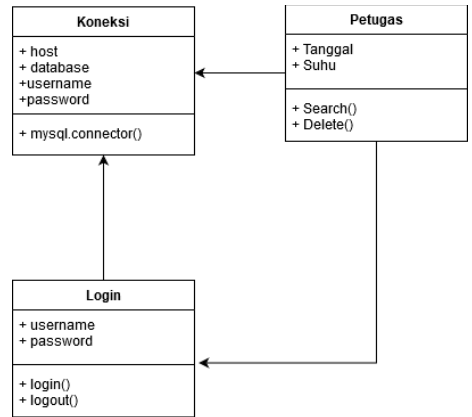 Koneksi
+ host
+ database
+username
+password
+ mysql.connector()
Petugas
+ Tanggal
+ Suhu
+ Search()
+ Delete()
Login
+ username
+ password
+ login()
+ logout()